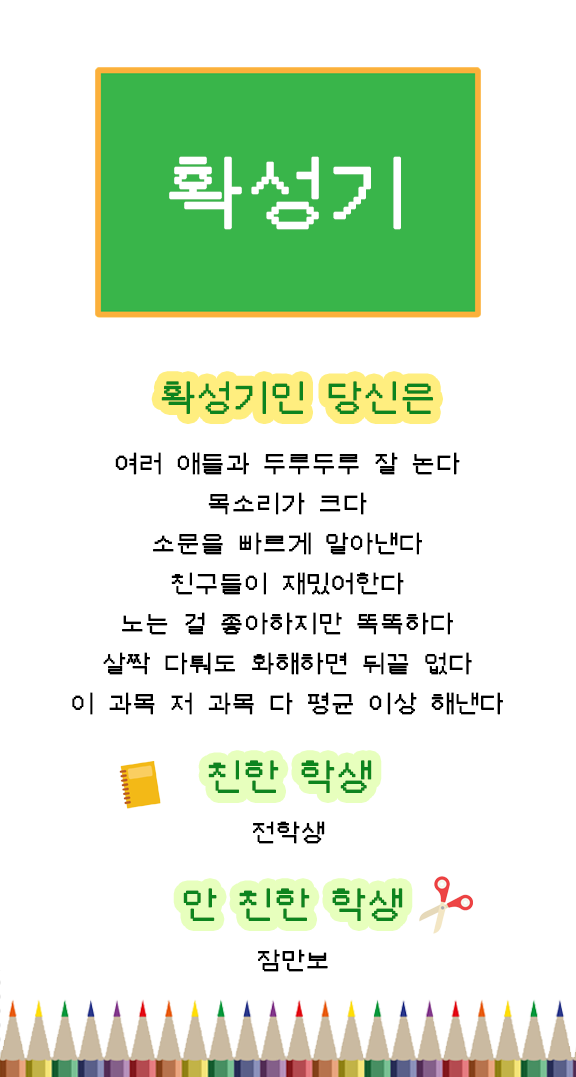 확성기
확성기인 당신은
여러 애들과 두루두루 잘 논다
목소리가 크다
소문을 빠르게 알아낸다
친구들이 재밌어한다
노는 걸 좋아하지만 똑똑하다
살짝 다퉈도 화해하면 뒤끝 없다
이 과목 저 과목 다 평균 이상 해낸다
친한 학생
전학생
안 친한 학생
잠만보